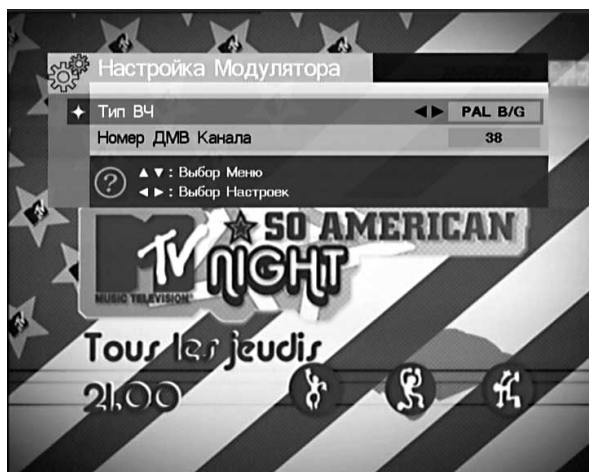 Настройка Модулятора
Тип ВЧ PAL B/G
Номер ДМВ Канала 38
? ▲▼: Выбор Меню
◄►: Выбор Настроек
MTV
MUSIC TELEVISION®
SO AMERICAN
NIGHT
Tous les jeudis
21.00